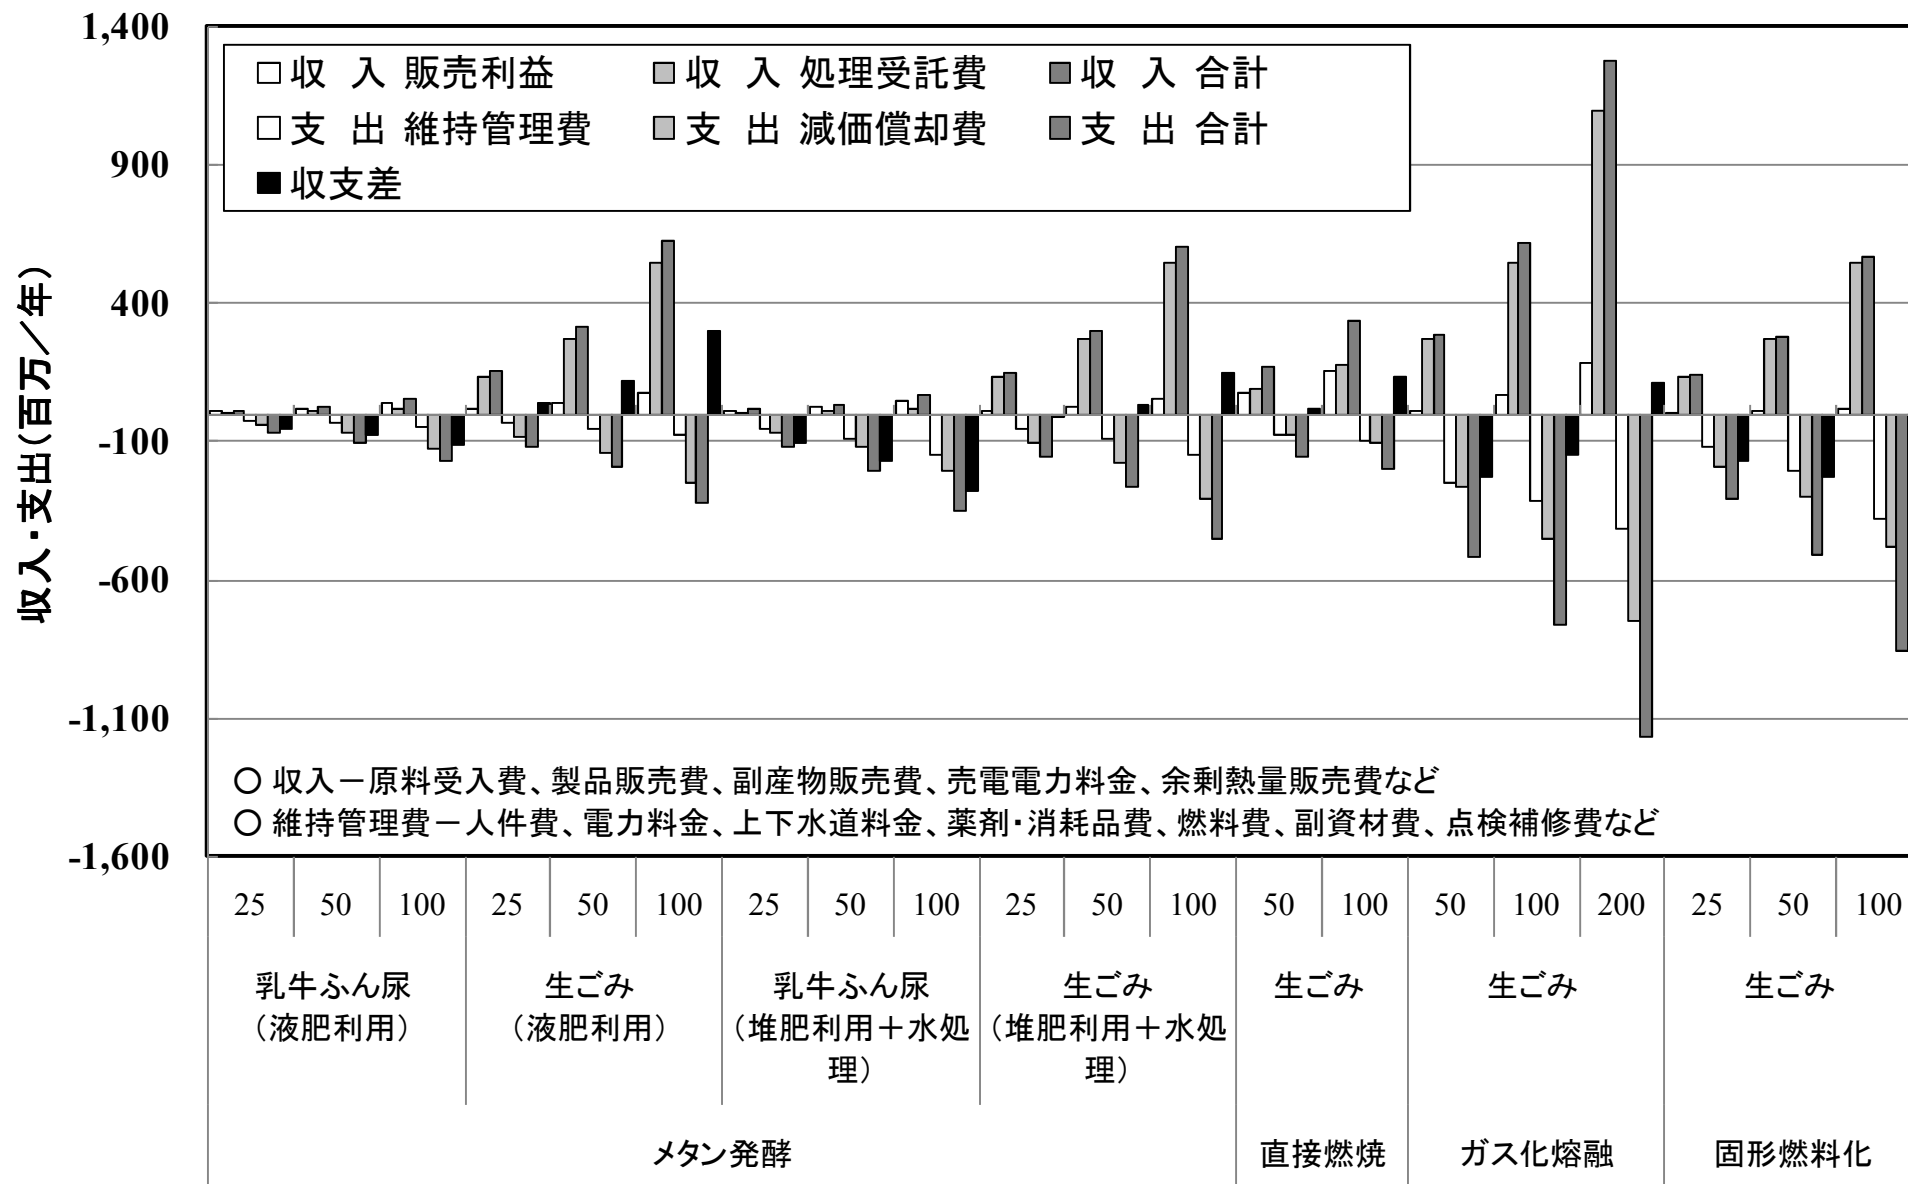 1,400
900
400
-100
-600
-1,100
-1,600
収入・支出(百万／年)
収　入 販売利益　収　入 処理受託費　収　入 合計
支　出 維持管理費　支　出 減価償却費　支　出 合計
収支差
○ 収入－原料受入費、製品販売費、副産物販売費、売電電力料金、余剰熱量販売費など
○ 維持管理費－人件費、電力料金、上下水道料金、薬剤・消耗品費、燃料費、副資材費、点検補修費など
25 50 100 25 50 100 25 50 100 25 50 100 50 100 50 100 200 25 50 100
乳牛ふん尿
（液肥利用）
生ごみ
（液肥利用）
乳牛ふん尿
（堆肥利用＋水処
理）
生ごみ
（堆肥利用＋水処
理）
生ごみ
生ごみ
生ごみ
メタン発酵 直接燃焼 ガス化熔融 固形燃料化